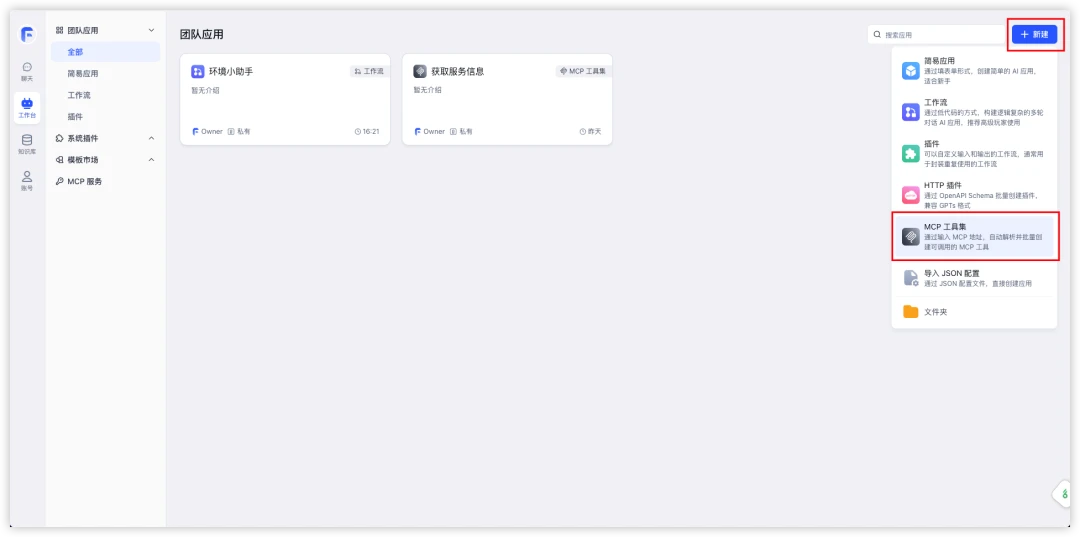 聊天
工作台
知识库
账号
团队应用
全部
简易应用
工作流
插件
系统插件
模板市场
MCP 服务
团队应用
搜索应用
新建
环境小助手
工作流
暂无介绍
Owner 私有
16:21
获取服务信息
MCP 工具集
暂无介绍
Owner 私有
昨天
简易应用
通过填表单形式，创建简单的 AI 应用，
适合新手
工作流
通过低代码的方式，构建逻辑复杂的多轮
对话 AI 应用，推荐高级玩家使用
插件
可以自定义输入和输出的工作流，通常用
于封装重复使用的工作流
HTTP 插件
通过 OpenAPI Schema 批量创建插件，
兼容 GPTs 格式
MCP 工具集
通过输入 MCP 地址，自动解析并批量创
建可调用的 MCP 工具
导入 JSON 配置
通过 JSON 配置文件，直接创建应用
文件夹